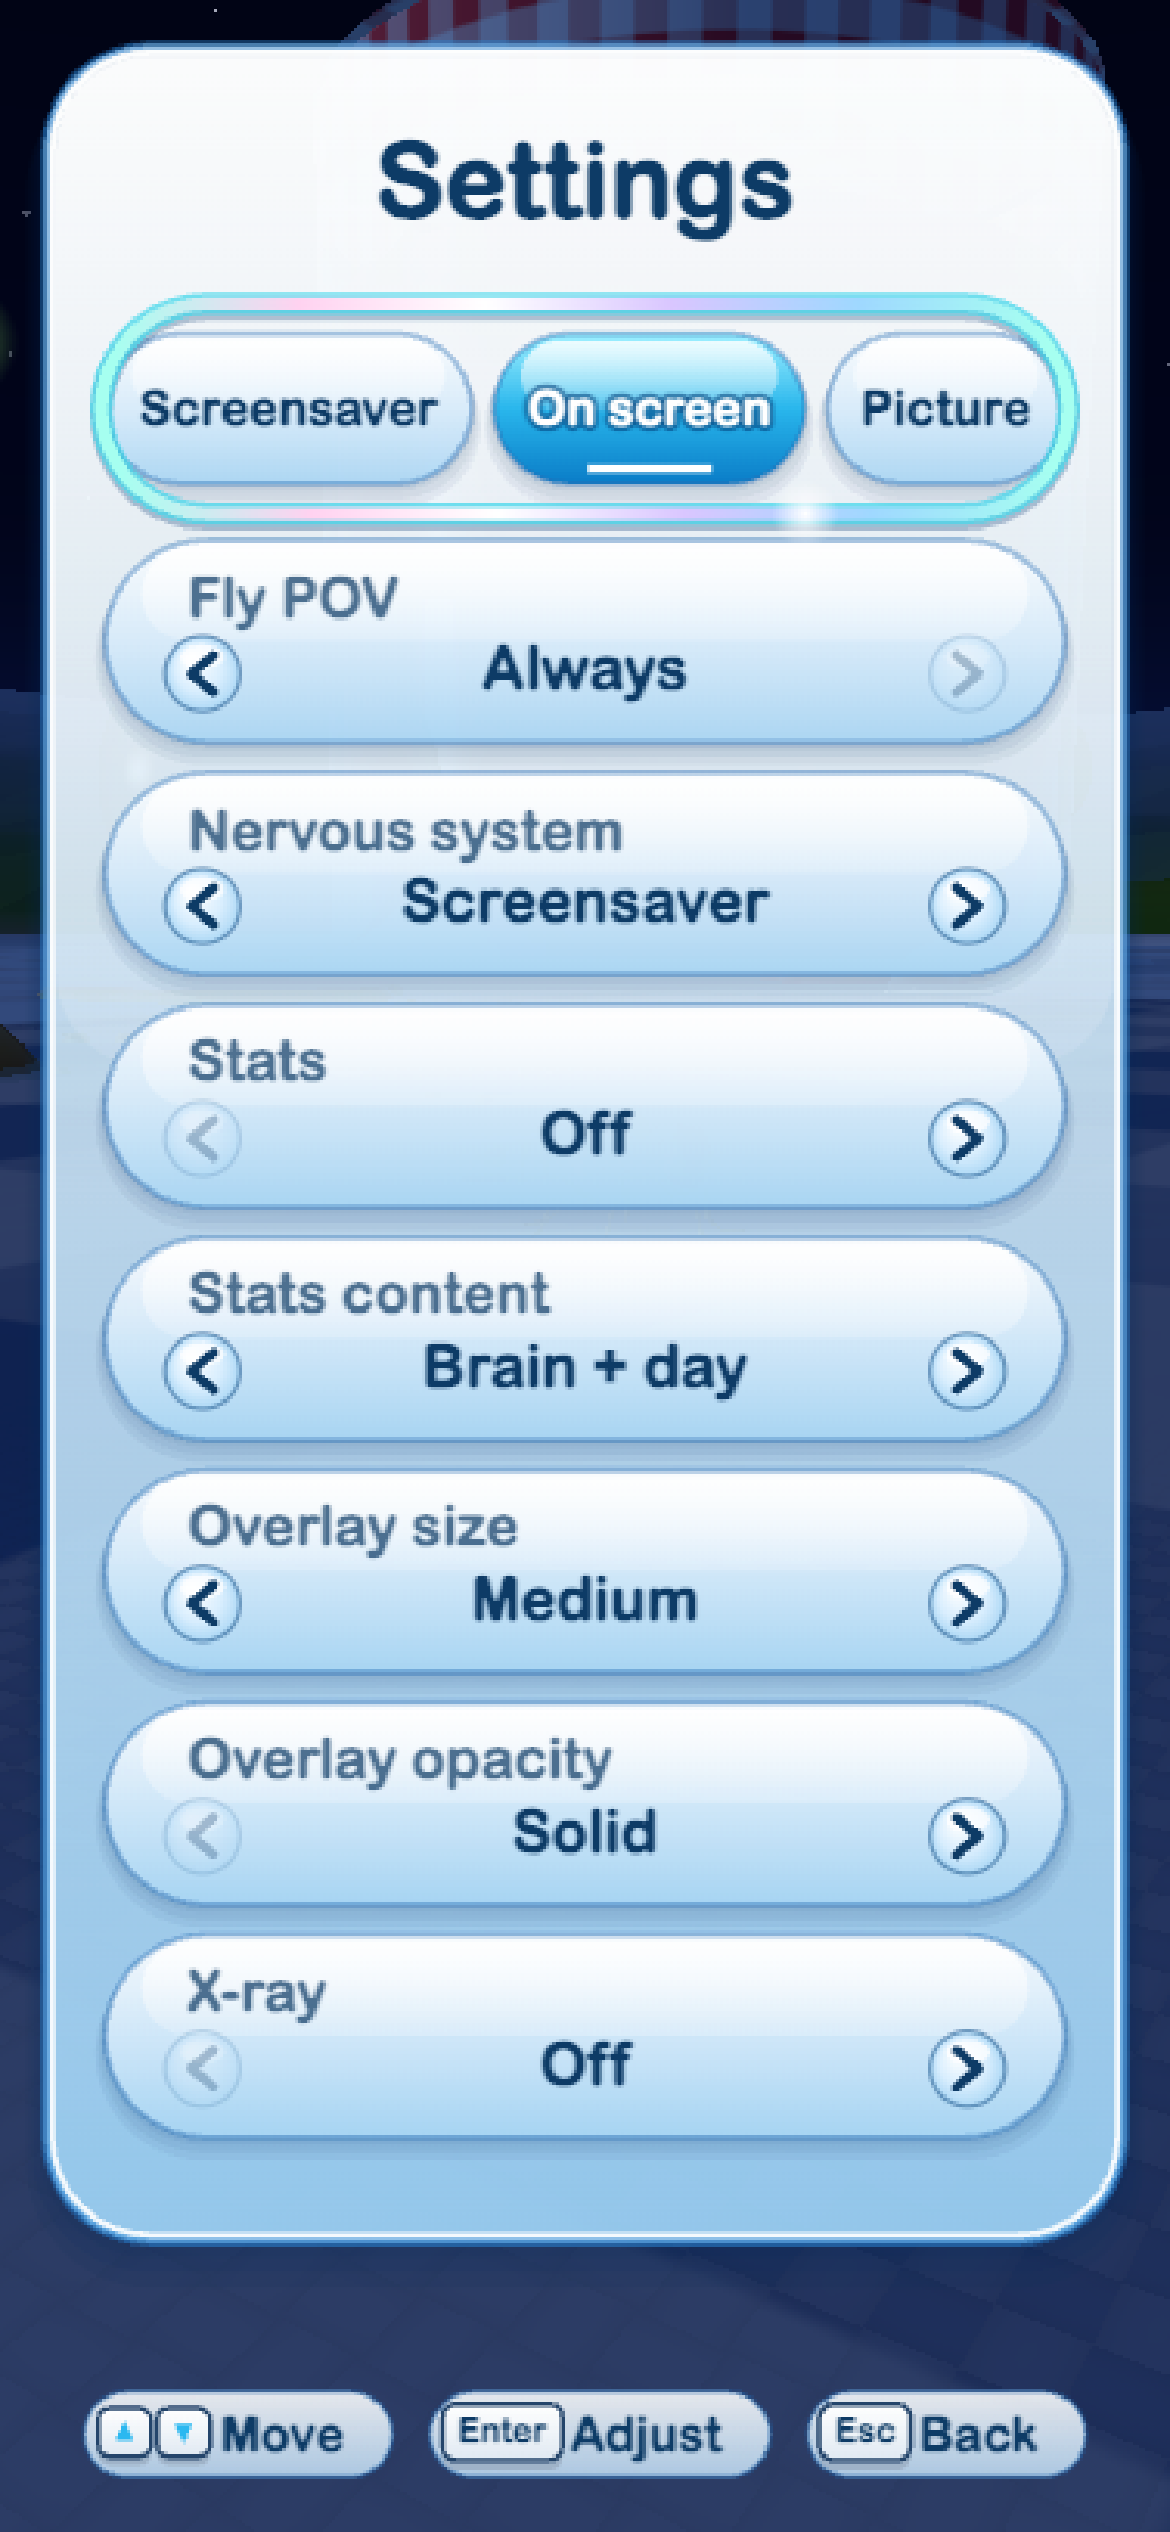 Settings
Screensaver On screen Picture
Fly POV
Always
Nervous system
Screensaver
Stats
Off
Stats content
Brain + day
Overlay size
Medium
Overlay opacity
Solid
X-ray
Off
Move Enter Adjust Esc Back